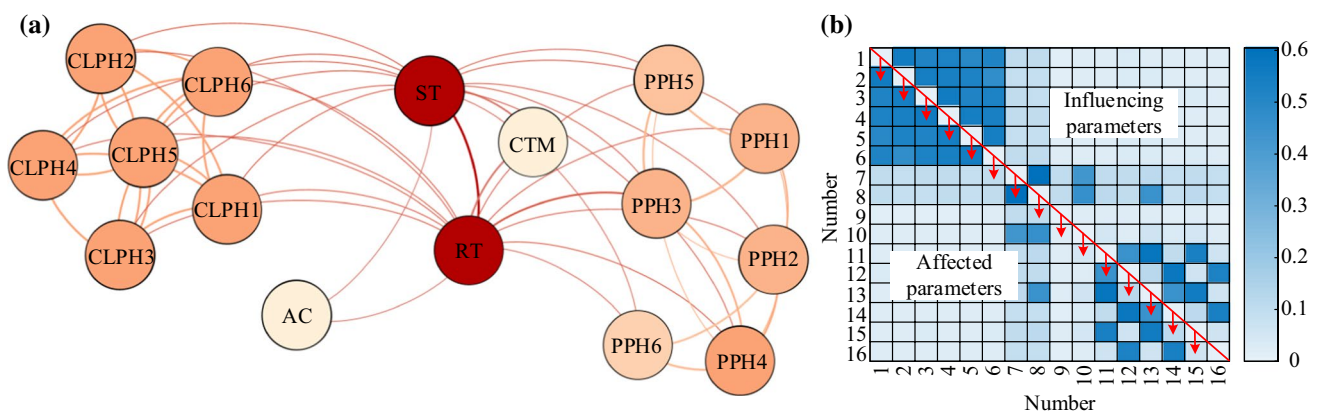 (a)
CLPH2
CLPH6
CLPH4
CLPH5
CLPH1
CLPH3
ST
CTM
RT
AC
PPH5
PPH1
PPH3
PPH2
PPH6
PPH4
(b)
Number
1
2
3
4
5
6
7
8
9
10
11
12
13
14
15
16
Influencing
parameters
Affected
parameters
1 2 3 4 5 6 7 8 9 10 11 12 13 14 15 16
Number
0.6
0.5
0.4
0.3
0.2
0.1
0